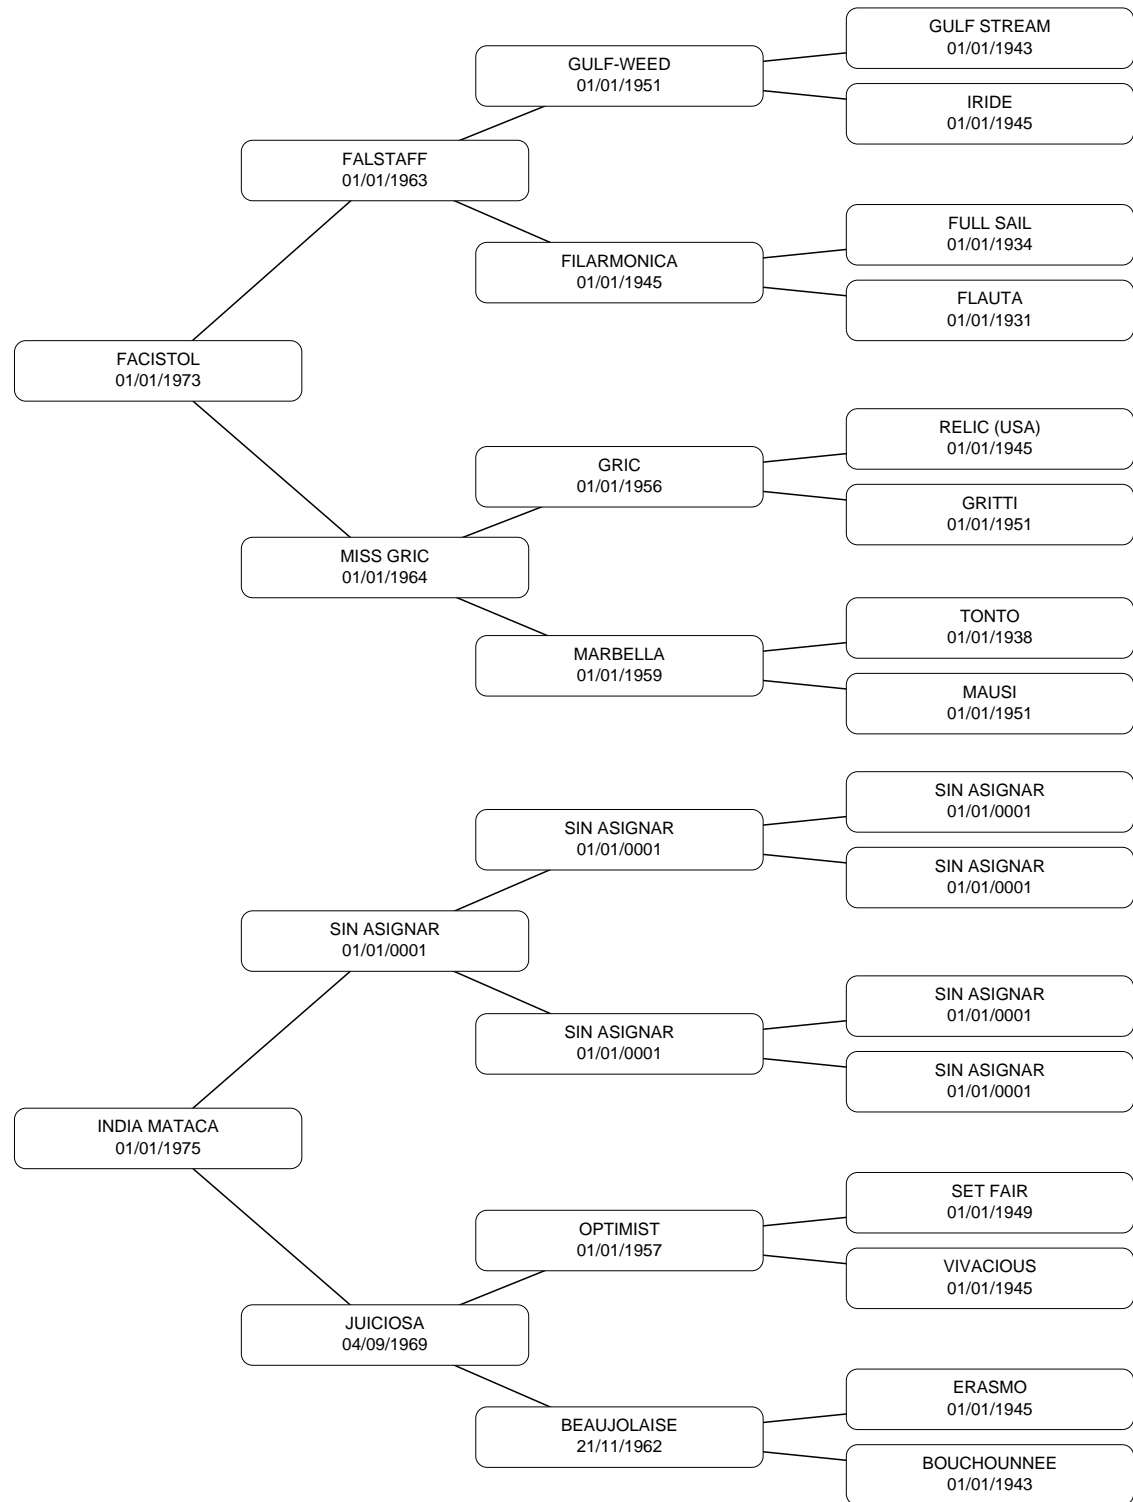 GULF STREAM
01/01/1943
GULF-WEED
01/01/1951
IRIDE
01/01/1945
FALSTAFF
01/01/1963
FULL SAIL
01/01/1934
FILARMONICA
01/01/1945
FLAUTA
01/01/1931
FACISTOL
01/01/1973
RELIC (USA)
01/01/1945
GRIC
01/01/1956
GRITTI
01/01/1951
MISS GRIC
01/01/1964
TONTO
01/01/1938
MARBELLA
01/01/1959
MAUSI
01/01/1951
SIN ASIGNAR
01/01/0001
SIN ASIGNAR
01/01/0001
SIN ASIGNAR
01/01/0001
SIN ASIGNAR
01/01/0001
SIN ASIGNAR
01/01/0001
SIN ASIGNAR
01/01/0001
SIN ASIGNAR
01/01/0001
INDIA MATACA
01/01/1975
SET FAIR
01/01/1949
OPTIMIST
01/01/1957
VIVACIOUS
01/01/1945
JUICIOSA
04/09/1969
ERASMO
01/01/1945
BEAUJOLAISE
21/11/1962
BOUCHOUNNEE
01/01/1943